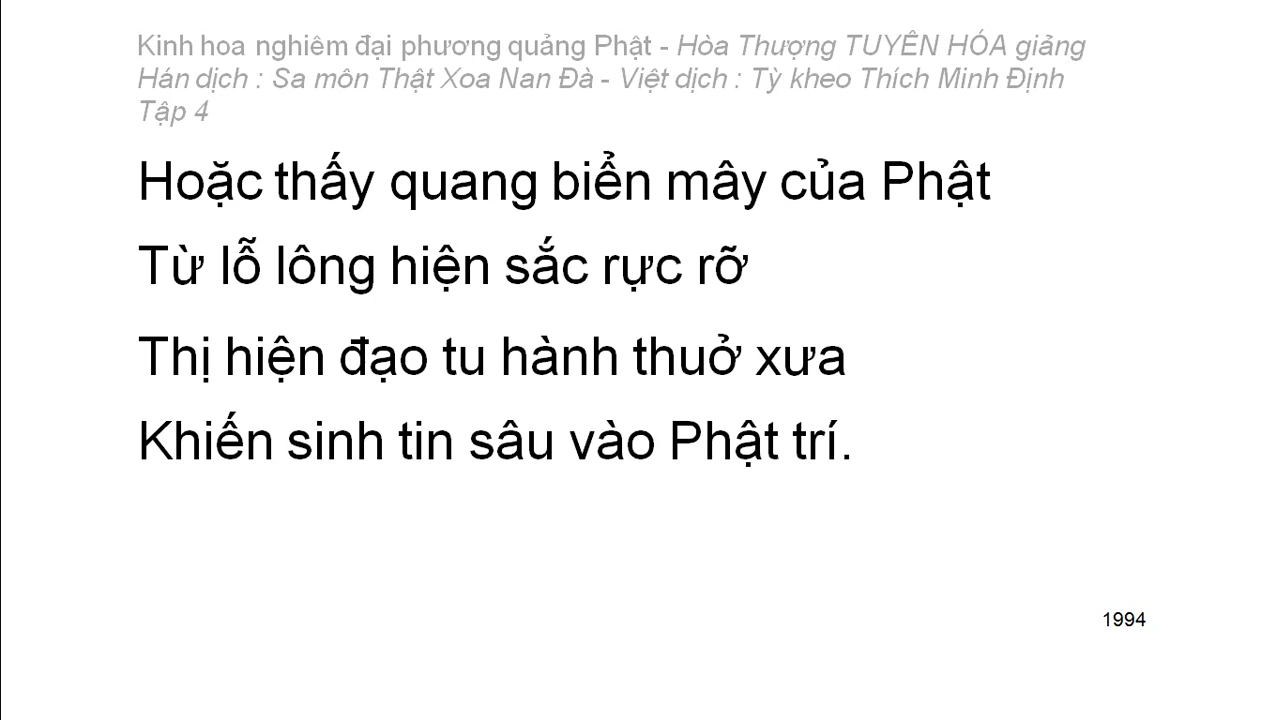 Kinh hoa nghiêm đại phương quảng Phật - Hòa Thượng TUYÊN HÓA giảng
Hán dịch : Sa môn Thật Xoa Nan Đà - Việt dịch : Tỳ kheo Thích Minh Định
Tập 4
Hoặc thấy quang biển mây của Phật
Từ lỗ lông hiện sắc rực rỡ
Thị hiện đạo tu hành thuở xưa
Khiến sinh tin sâu vào Phật trí.
1994